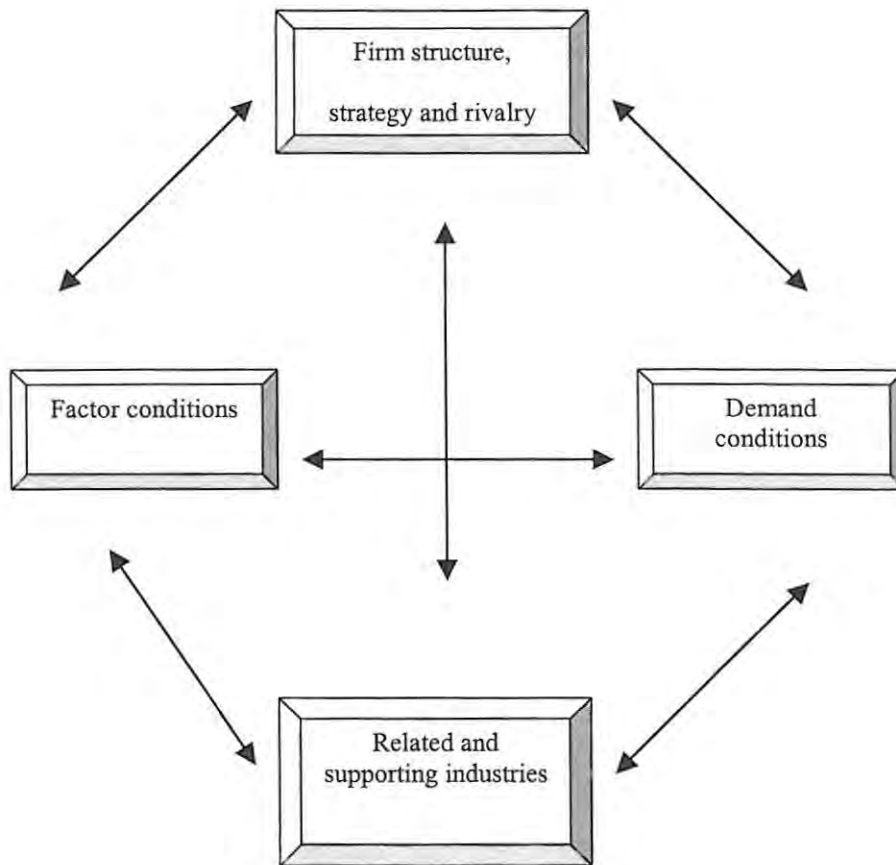 Firm structure,
strategy and rivalry
Factor conditions
Demand
conditions
Related and
supporting industries